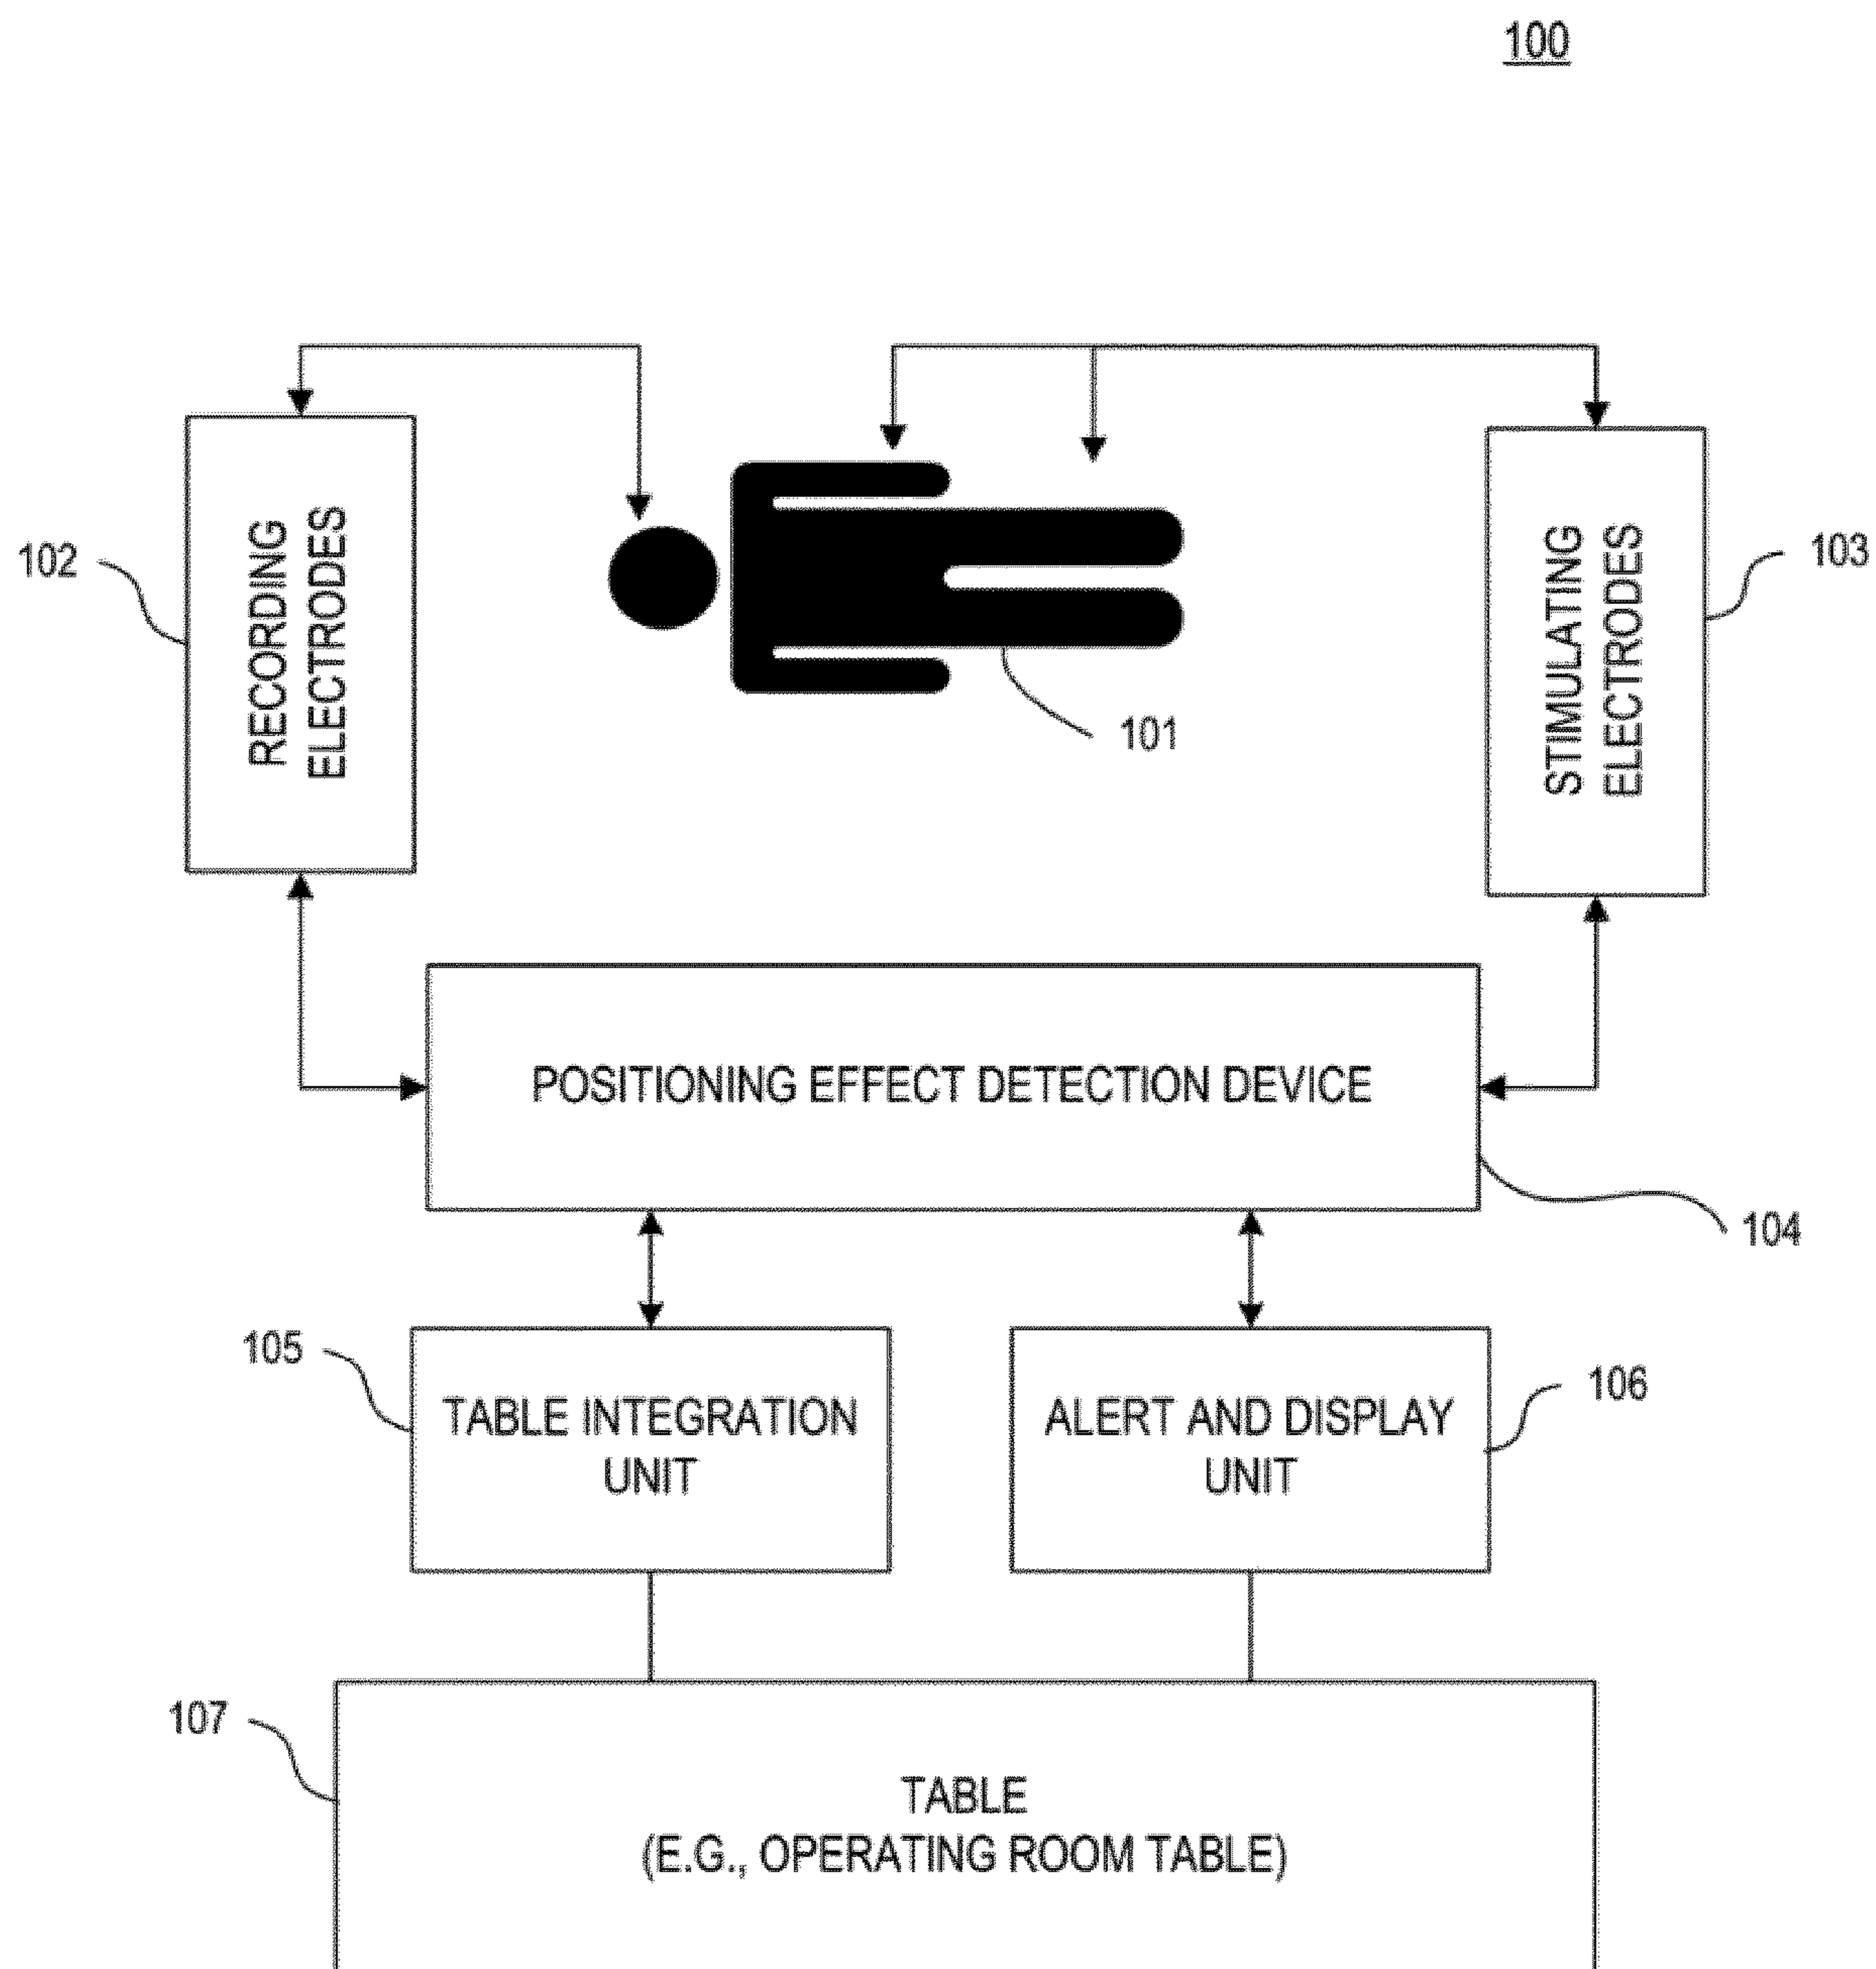 100
102
RECORDING
ELECTRODES
101
STIMULATING
ELECTRODES
103
POSITIONING EFFECT DETECTION DEVICE
104
105
TABLE INTEGRATION
UNIT
ALERT AND DISPLAY
UNIT
106
107
TABLE
(E.G., OPERATING ROOM TABLE)